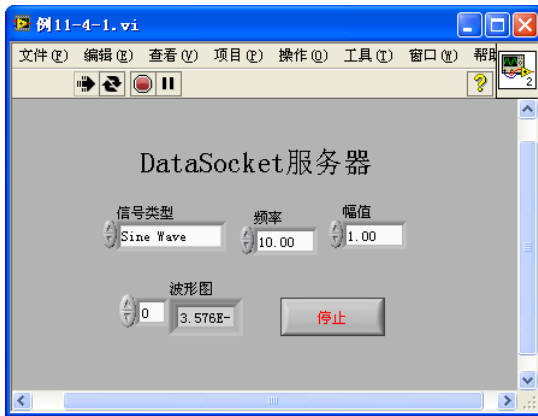 例11-4-1.vi
文件(F) 编辑(E) 查看(V) 项目(P) 操作(O) 工具(T) 窗口(W) 帮助
2
DataSocket服务器
信号类型 频率 幅值
Sine Wave 10.00 1.00
波形图
0 3.576E-
停止